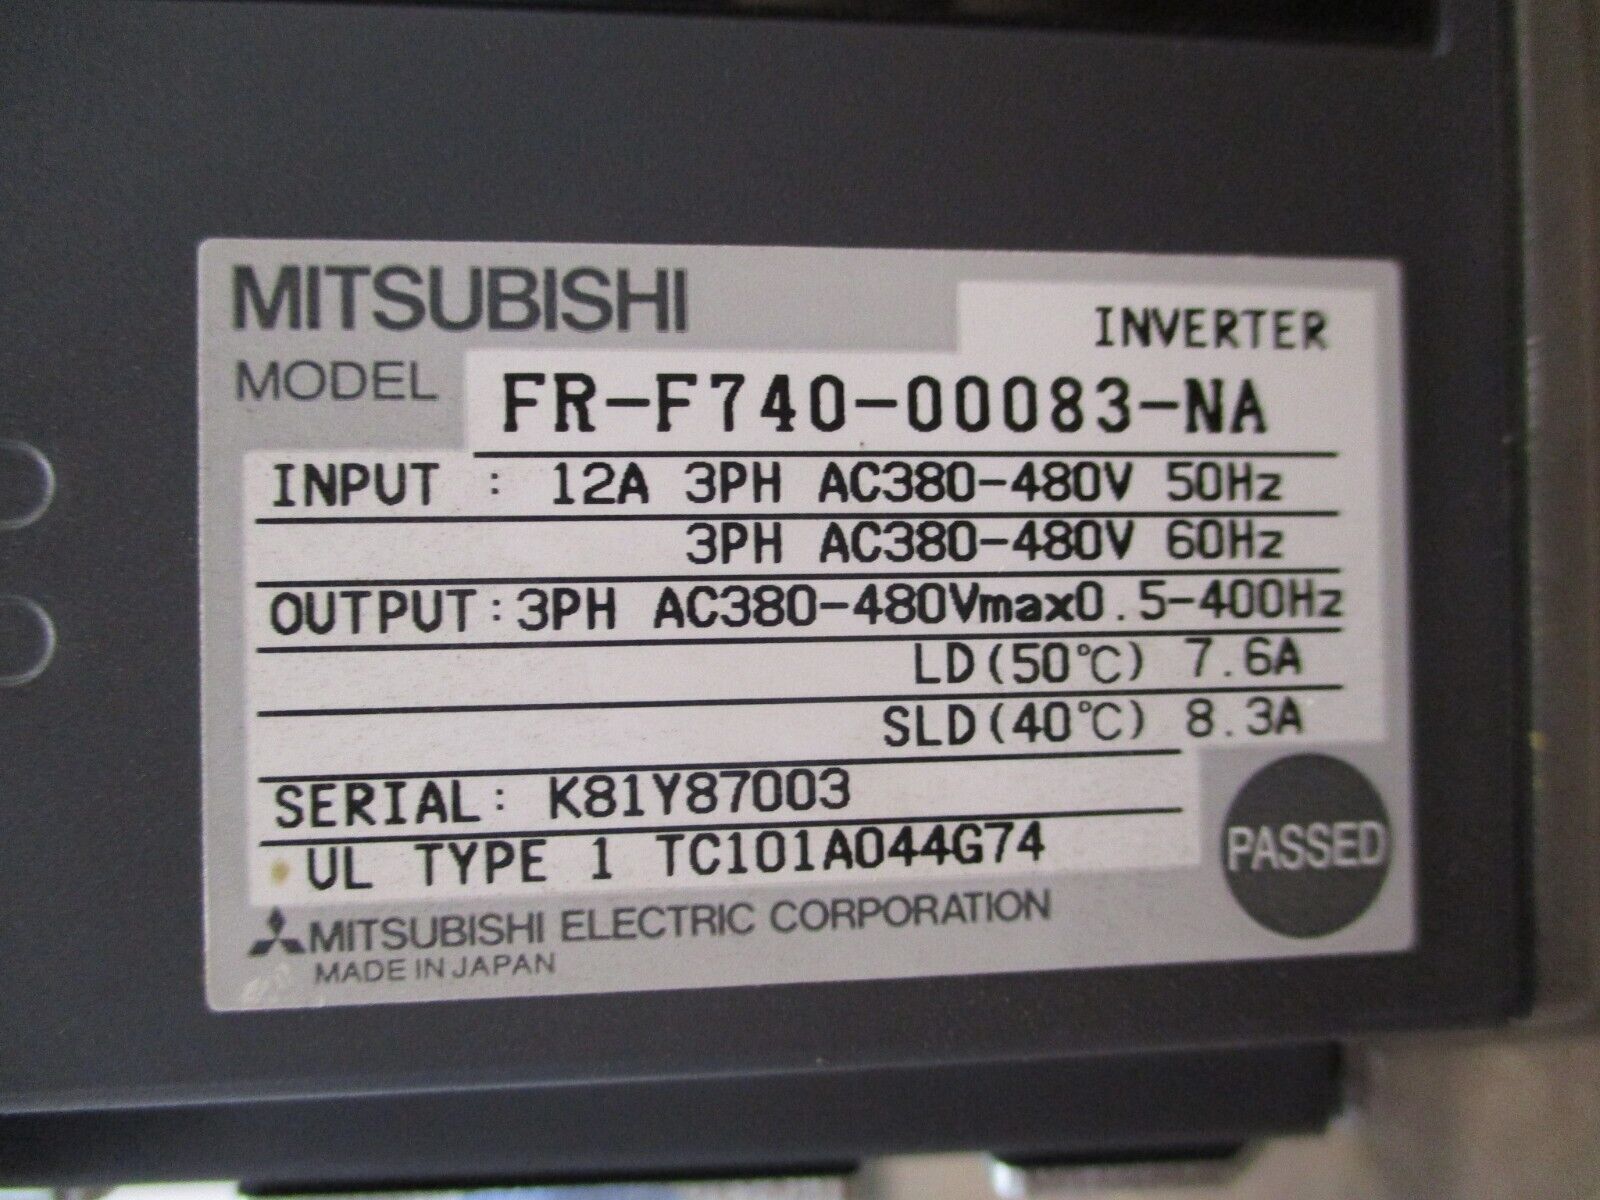 MITSUBISHI
INVERTER
MODEL FR-F740-00083-NA
INPUT : 12A 3PH AC380-480V 50Hz
3PH AC380-480V 60Hz
OUTPUT:3PH AC380-480Vmax0.5-400Hz
LD(50℃) 7.6A
SLD(40℃) 8.3A
SERIAL: K81Y87003
UL TYPE 1 TC101A044G74
PASSED
MITSUBISHI ELECTRIC CORPORATION
MADE IN JAPAN